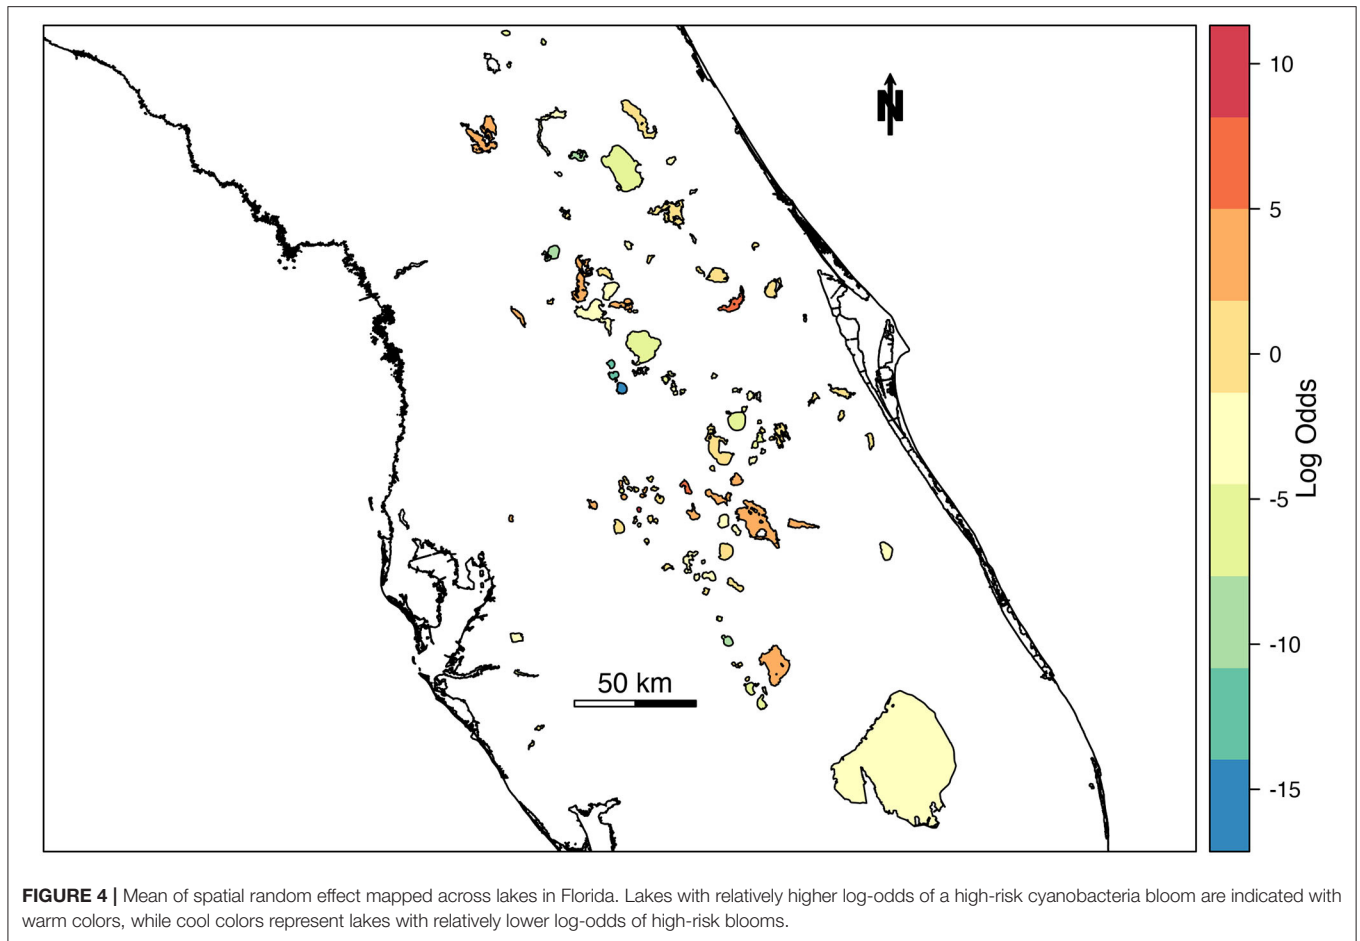 N
10
5
0
-5
-10
-15
Log Odds
50 km
FIGURE 4 | Mean of spatial random effect mapped across lakes in Florida. Lakes with relatively higher log-odds of a high-risk cyanobacteria bloom are indicated with
warm colors, while cool colors represent lakes with relatively lower log-odds of high-risk blooms.